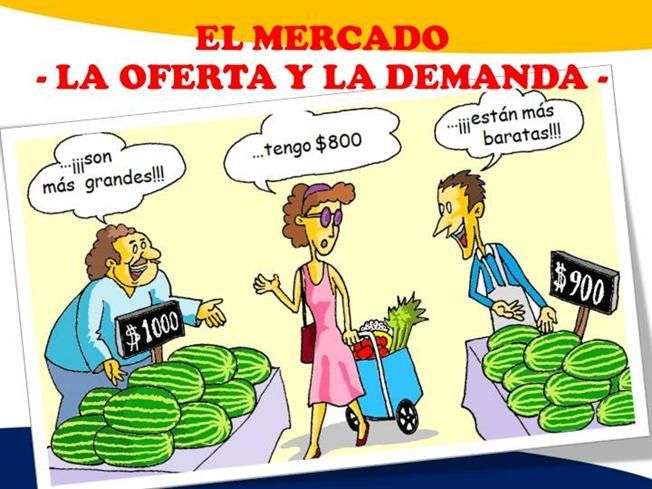 EL MERCADO
- LA OFERTA Y LA DEMANDA -
...¡¡¡son
más grandes!!!
...tengo $800
...¡¡¡están más
baratas!!!
$1000
$900